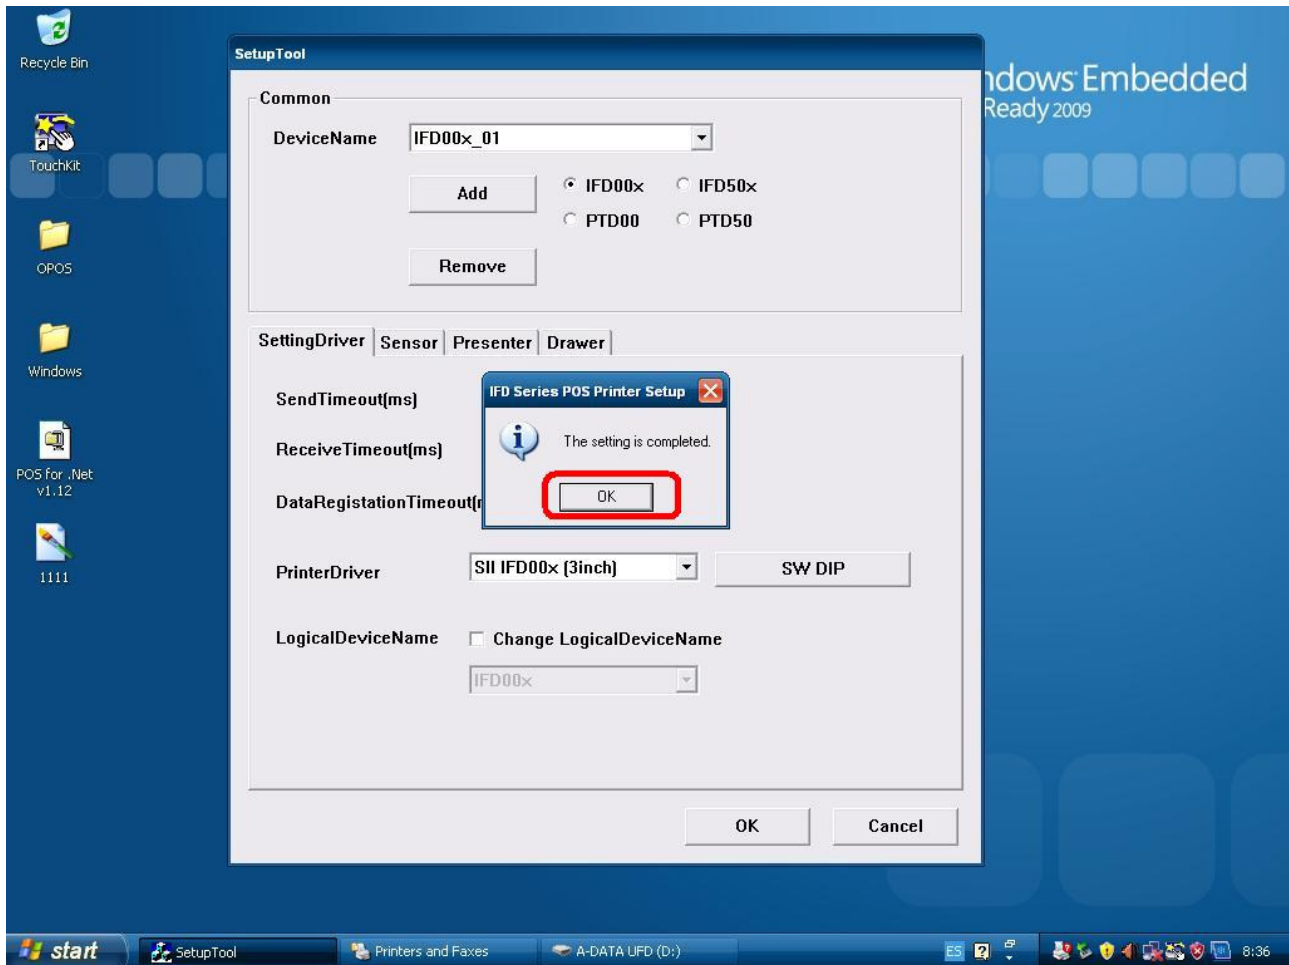 Recycle Bin
TouchKit
OPOS
Windows
POS for .Net
v1.12
1111
ndows Embedded
Ready 2009
SetupTool
Common
DeviceName
IFD00x_01
Add
IFD00x
IFD50x
PTD00
PTD50
Remove
SettingDriver
Sensor
Presenter
Drawer
SendTimeout(ms)
ReceiveTimeout(ms)
DataRegistationTimeout(
IFD Series POS Printer Setup
The setting is completed.
OK
PrinterDriver
SII IFD00x (3inch)
SW DIP
LogicalDeviceName
Change LogicalDeviceName
IFD00x
OK
Cancel
start
SetupTool
Printers and Faxes
A-DATA UFD (D:)
ES
8:36